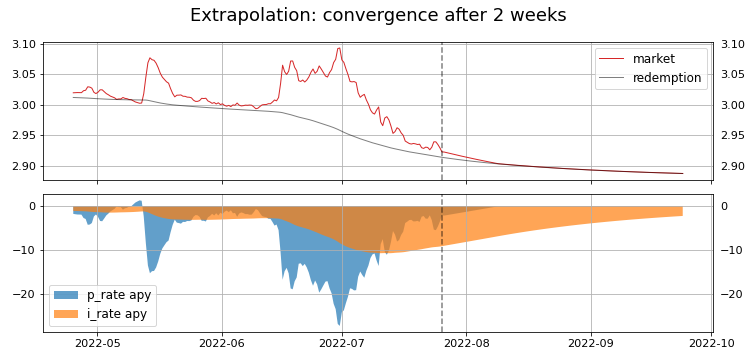 Extrapolation: convergence after 2 weeks
3.10 3.10
3.05 3.05
3.00 3.00
2.95 2.95
2.90 2.90
market
redemption
0 0
−10 −10
−20 −20
p_rate apy
i_rate apy
2022-05 2022-06 2022-07 2022-08 2022-09 2022-10